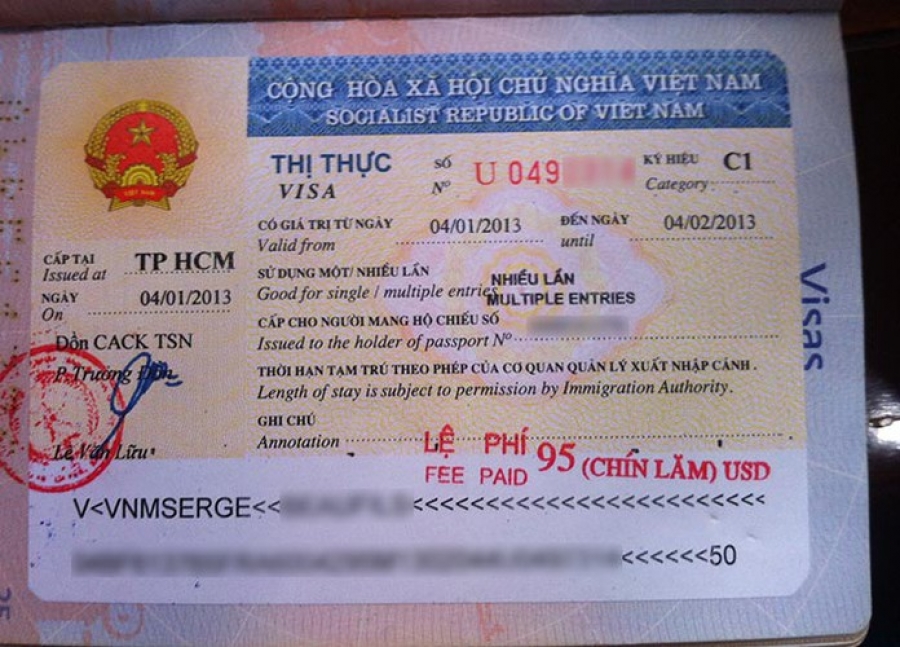 CỘNG HÒA XÃ HỘI CHỦ NGHĨA VIỆT NAM
SOCIALIST REPUBLIC OF VIET NAM
VIỆT NAM
THỊ THỰC
VISA
SỐ
Nº
U 049
KÝ HIỆU
Category
C1
CÓ GIÁ TRỊ TỪ NGÀY
Valid from
04/01/2013
ĐẾN NGÀY
until
04/02/2013
CẤP TẠI
Issued at
TP HCM
NGÀY
On
04/01/2013
SỬ DỤNG MỘT/ NHIỀU LẦN
Good for single / multiple entries
NHIỀU LẦN
MULTIPLE ENTRIES
CẤP CHO NGƯỜI MANG HỘ CHIẾU SỐ
Issued to the holder of passport Nº
Đồn CACK TSN
P.Trưởng Đồn
Lê Văn Lữu
THỜI HẠN TẠM TRÚ THEO PHÉP CỦA CƠ QUAN QUẢN LÝ XUẤT NHẬP CẢNH .
Length of stay is subject to permission by Immigration Authority.
GHI CHÚ
Annotation
LỆ PHÍ
FEE PAID
95 (CHÍN LĂM) USD
V<VNMSERGE<<
<<<<<<<<<<<<<<<<<<<<<<<<<
<<<<<<50
Visas
25